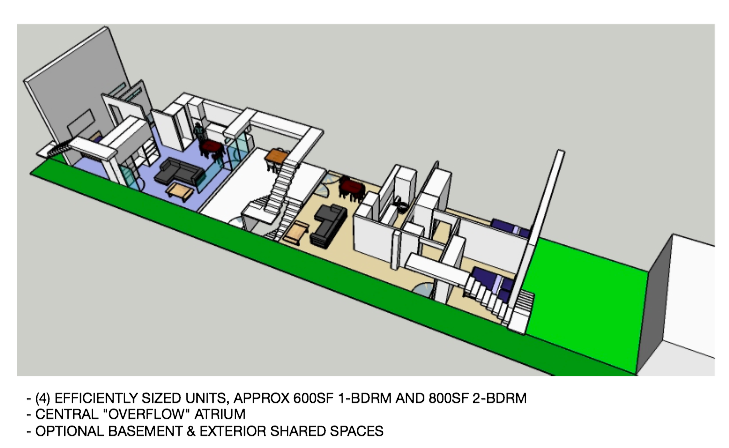 - (4) EFFICIENTLY SIZED UNITS, APPROX 600SF 1-BDRM AND 800SF 2-BDRM
- CENTRAL "OVERFLOW" ATRIUM
- OPTIONAL BASEMENT & EXTERIOR SHARED SPACES